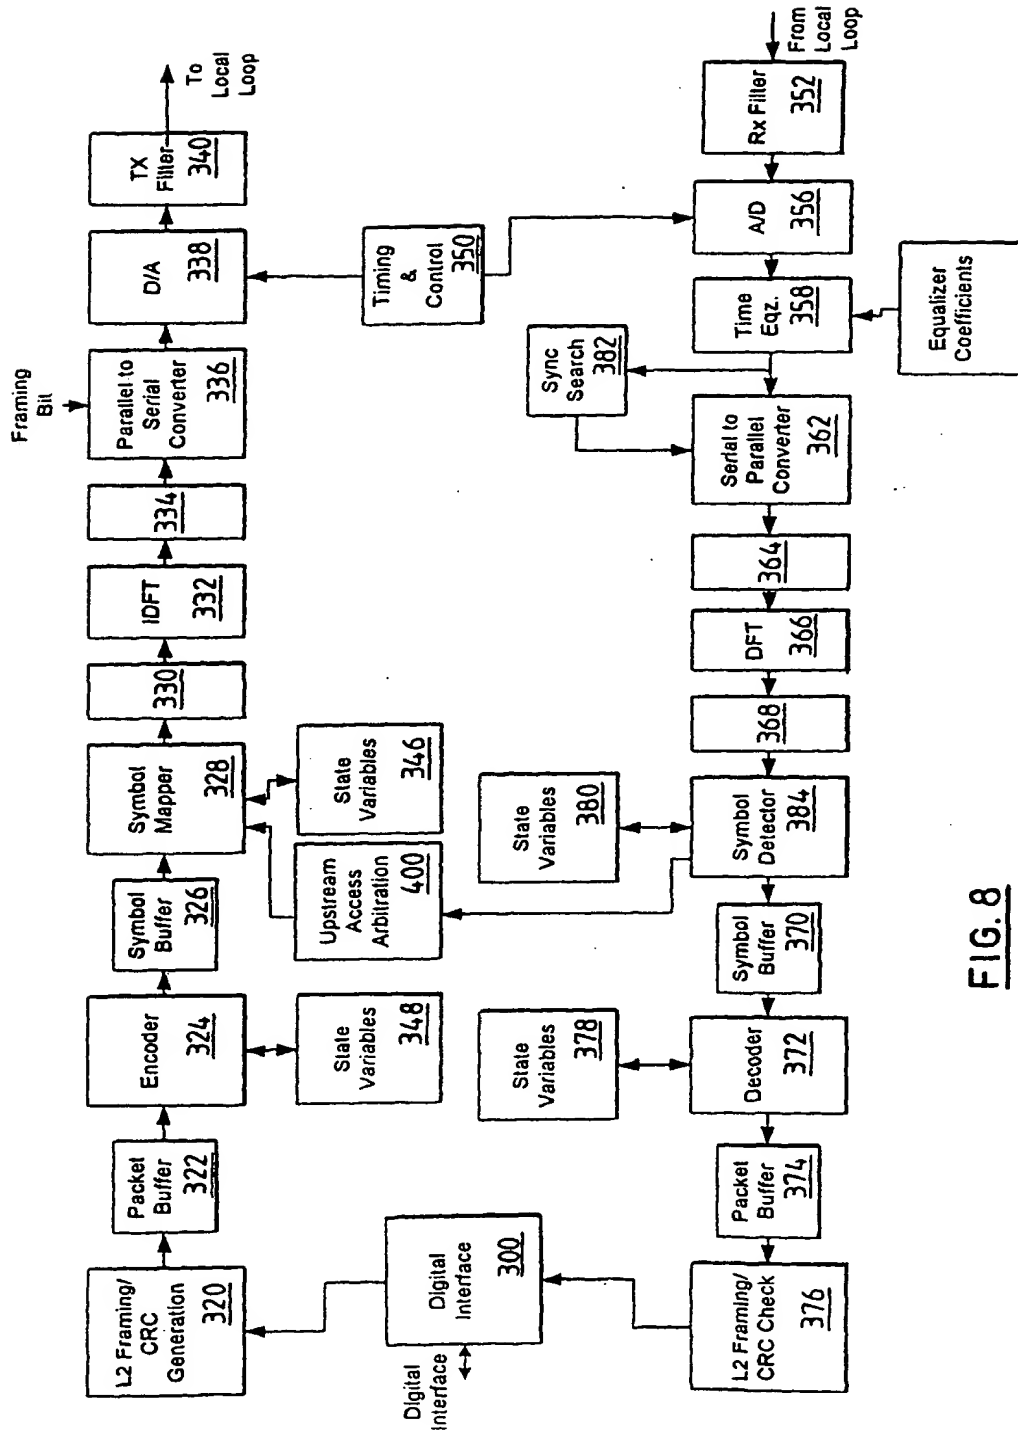 Framing
Bit
To
Local
Loop
L2 Framing/
CRC
Generation
320
Packet
Buffer
322
Encoder
324
Symbol
Buffer
326
Symbol
Mapper
328
330
IDFT
332
334
Parallel to
Serial
Converter
336
D/A
338
TX
Filter
340
State
Variables
348
Upstream
Access
Arbitration
400
State
Variables
346
Timing
&
Control
350
Digital
Interface
Digital
Interface
300
State
Variables
378
State
Variables
380
Sync
Search
382
L2 Framing/
CRC Check
376
Packet
Buffer
374
Decoder
372
Symbol
Buffer
370
Symbol
Detector
384
368
DFT
366
364
Serial to
Parallel
Converter
362
Time
Eqz.
358
A/D
356
Rx Filter
352
From
Local
Loop
Equalizer
Coefficients
FIG. 8